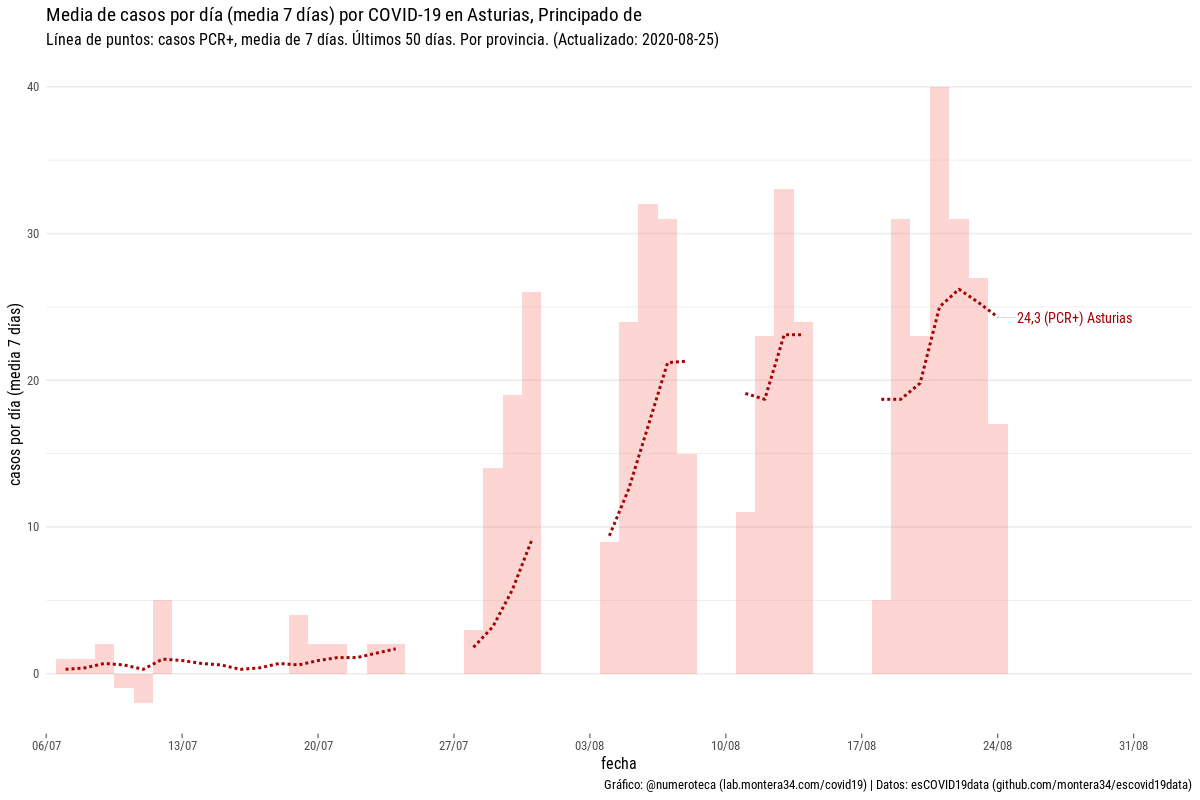 Media de casos por día (media 7 días) por COVID-19 en Asturias, Principado de
Línea de puntos: casos PCR+, media de 7 días. Últimos 50 días. Por provincia. (Actualizado: 2020-08-25)
casos por día (media 7 días)
40
30
20
10
0
24,3 (PCR+) Asturias
06/07
13/07
20/07
27/07
03/08
10/08
17/08
24/08
31/08
fecha
Gráfico: @numeroteca (lab.montera34.com/covid19) | Datos: esCOVID19data (github.com/montera34/escovid19data)